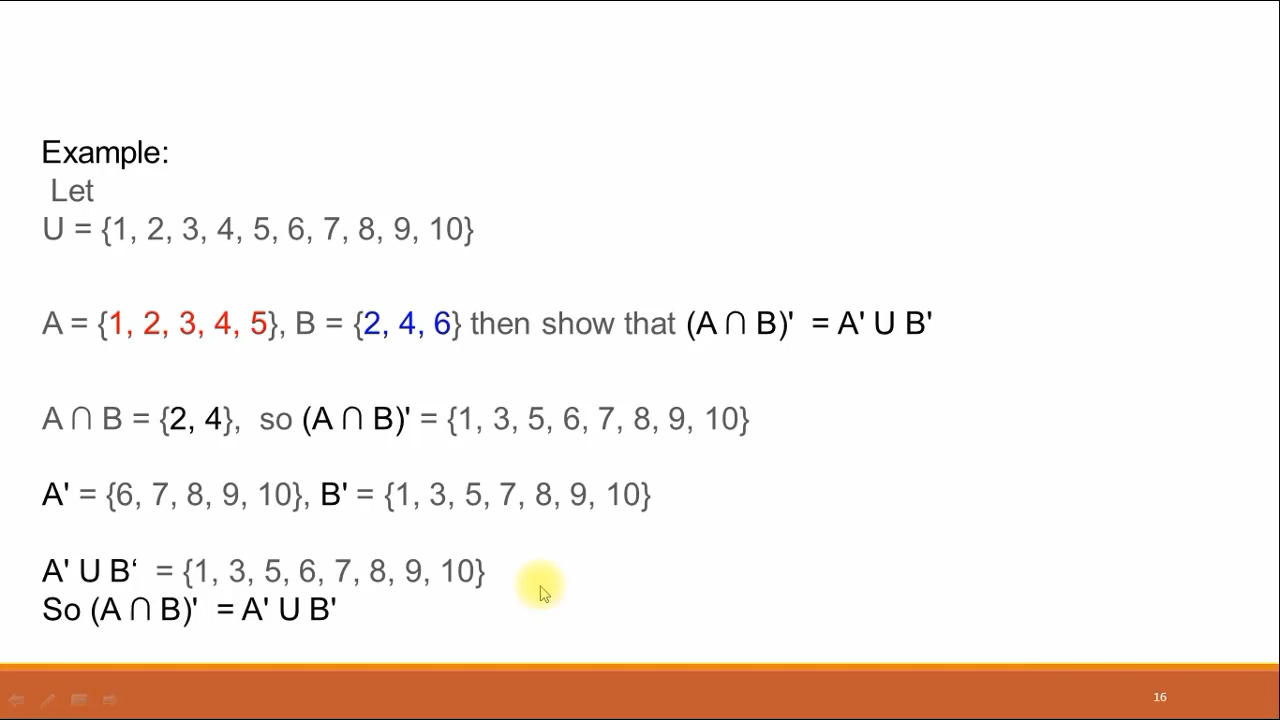 Example:
Let
U = {1, 2, 3, 4, 5, 6, 7, 8, 9, 10}
A = {1, 2, 3, 4, 5}, B = {2, 4, 6} then show that (A ∩ B)' = A' U B'
A ∩ B = {2, 4}, so (A ∩ B)' = {1, 3, 5, 6, 7, 8, 9, 10}
A' = {6, 7, 8, 9, 10}, B' = {1, 3, 5, 7, 8, 9, 10}
A' U B‘ = {1, 3, 5, 6, 7, 8, 9, 10}
So (A ∩ B)' = A' U B'
16